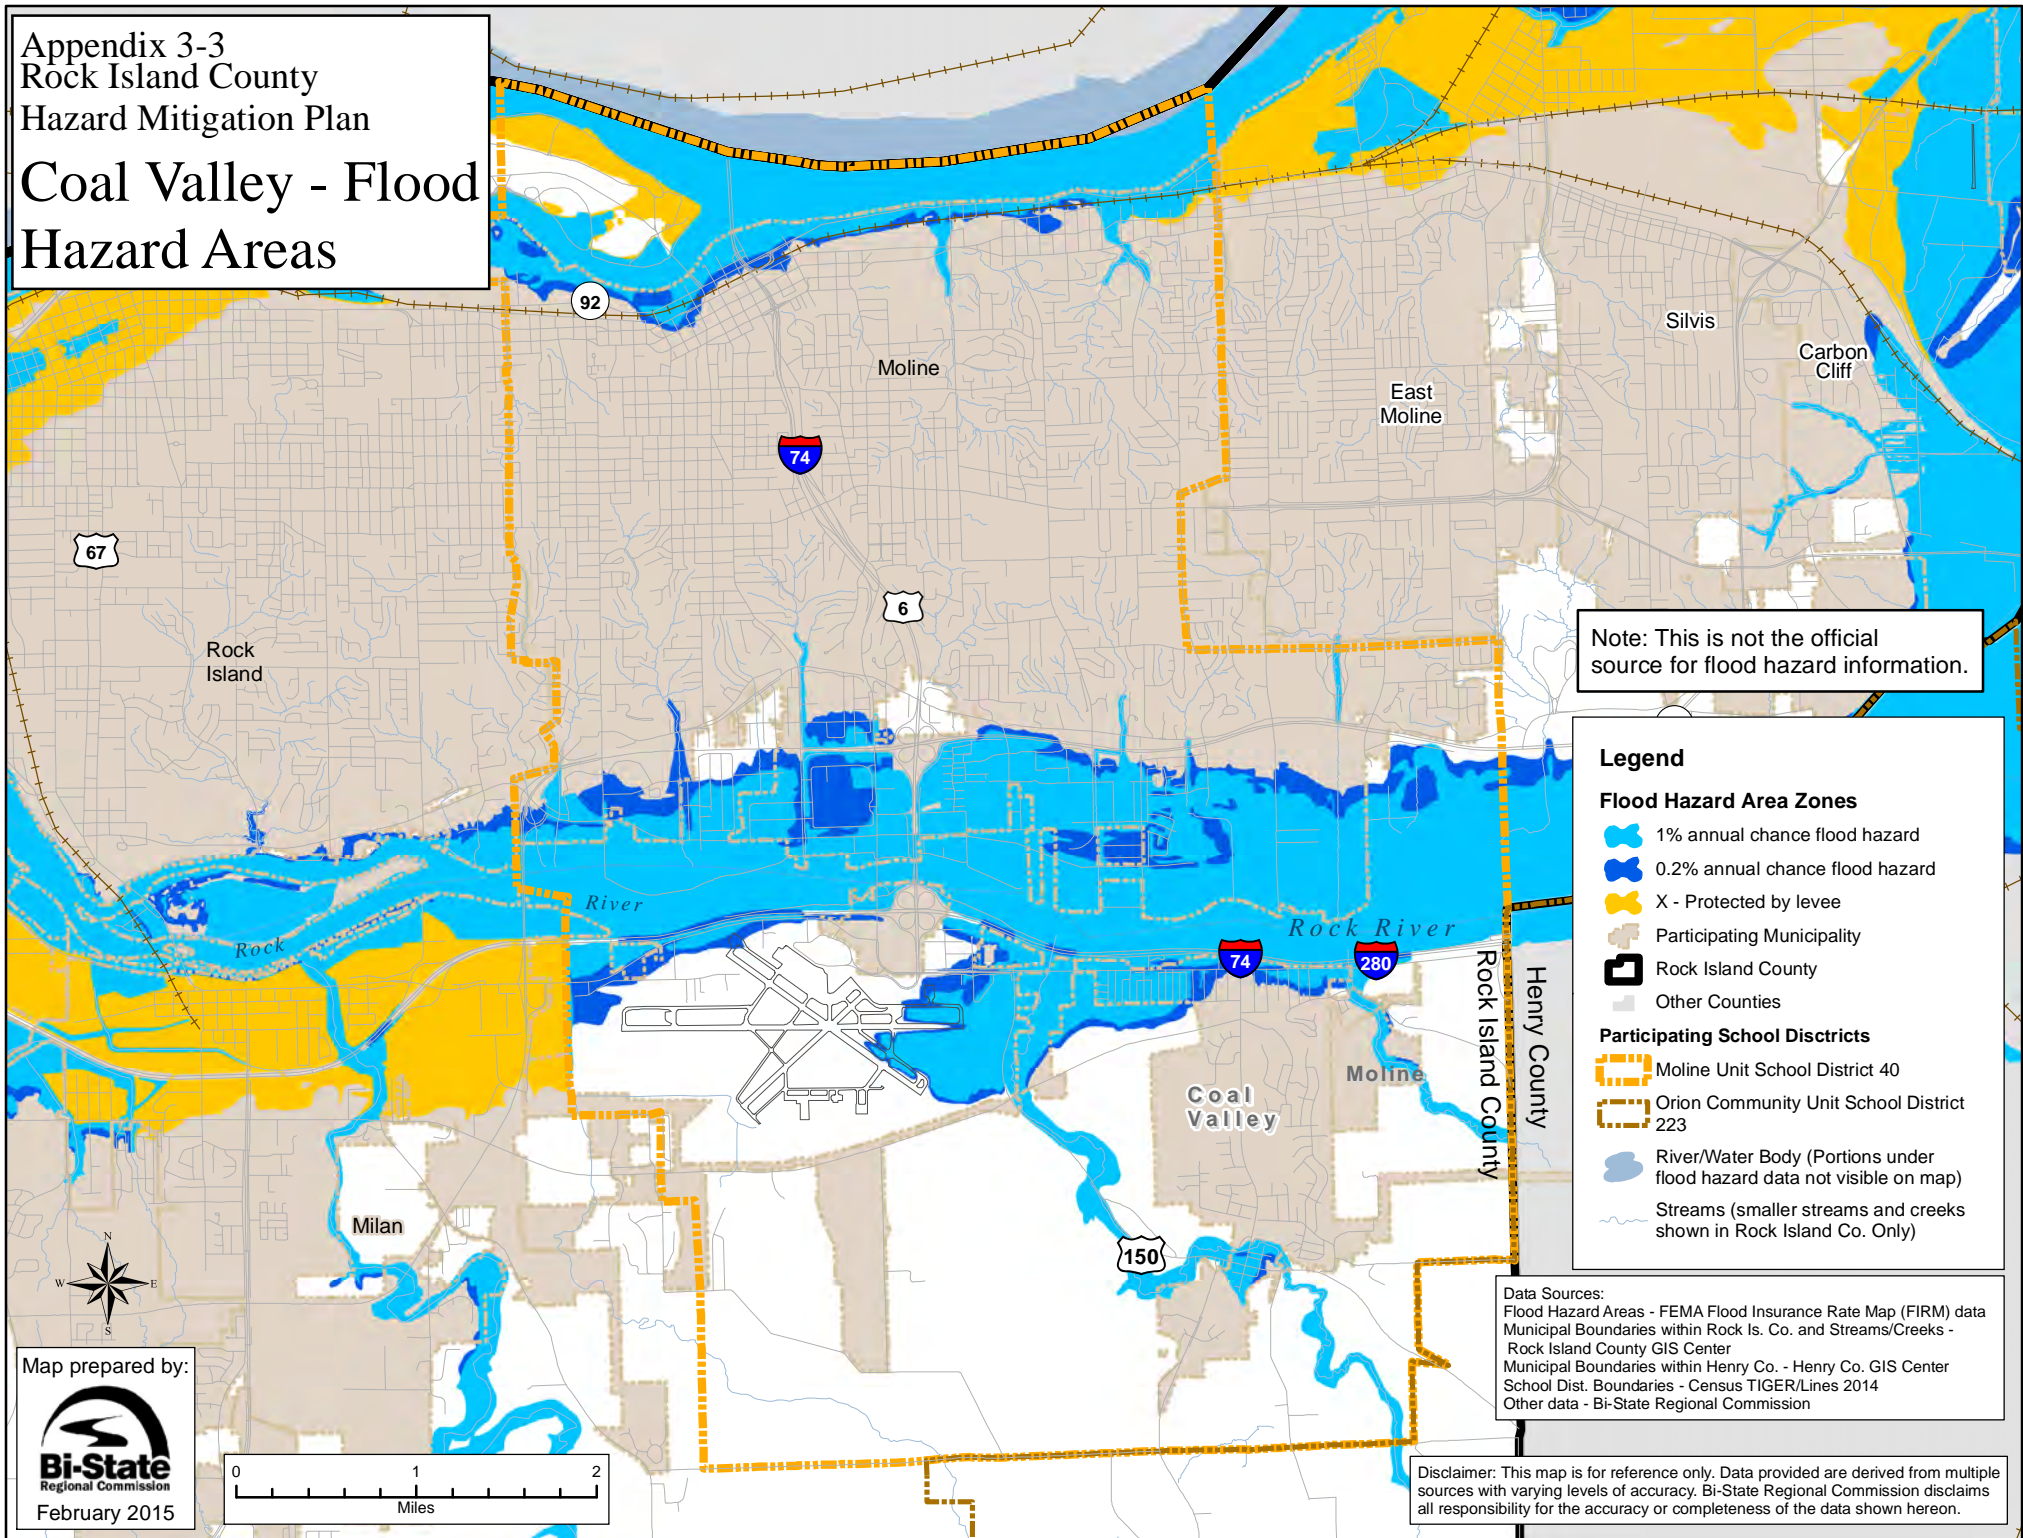 Appendix 3-3
Rock Island County
Hazard Mitigation Plan
Coal Valley - Flood
Hazard Areas
92
Moline
74
Silvis
Carbon
Cliff
East
Moline
67
6
Rock
Island
Note: This is not the official
source for flood hazard information.
River
Rock
Rock River
74
280
Rock Island County
Henry County
Moline
Coal
Valley
Milan
150
N
W
E
S
Legend
Flood Hazard Area Zones
1% annual chance flood hazard
0.2% annual chance flood hazard
X - Protected by levee
Participating Municipality
Rock Island County
Other Counties
Participating School Disctricts
Moline Unit School District 40
Orion Community Unit School District
223
River/Water Body (Portions under
flood hazard data not visible on map)
Streams (smaller streams and creeks
shown in Rock Island Co. Only)
Data Sources:
Flood Hazard Areas - FEMA Flood Insurance Rate Map (FIRM) data
Municipal Boundaries within Rock Is. Co. and Streams/Creeks -
Rock Island County GIS Center
Municipal Boundaries within Henry Co. - Henry Co. GIS Center
School Dist. Boundaries - Census TIGER/Lines 2014
Other data - Bi-State Regional Commission
Map prepared by:
Bi-State
Regional Commission
February 2015
0 1 2
Miles
Disclaimer: This map is for reference only. Data provided are derived from multiple
sources with varying levels of accuracy. Bi-State Regional Commission disclaims
all responsibility for the accuracy or completeness of the data shown hereon.